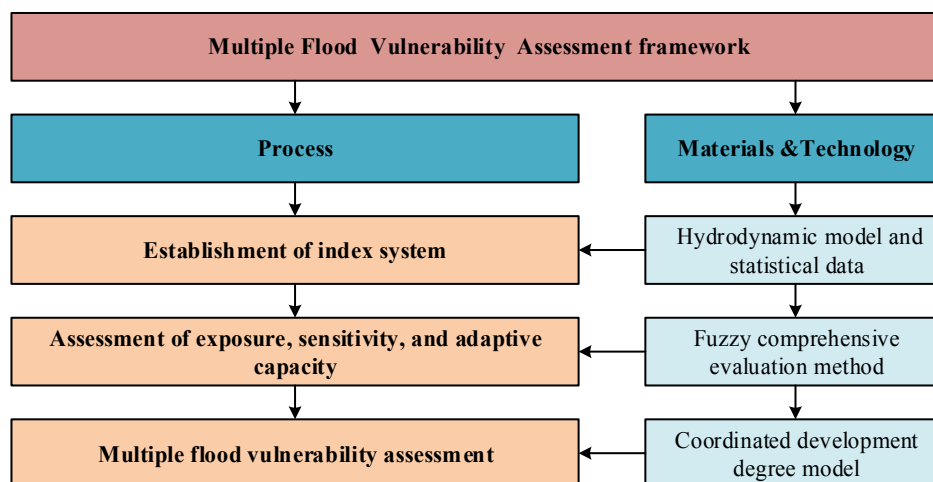 Multiple Flood Vulnerability Assessment framework
Process
Materials &Technology
Establishment of index system
Hydrodynamic model and
statistical data
Assessment of exposure, sensitivity, and adaptive
capacity
Fuzzy comprehensive
evaluation method
Multiple flood vulnerability assessment
Coordinated development
degree model